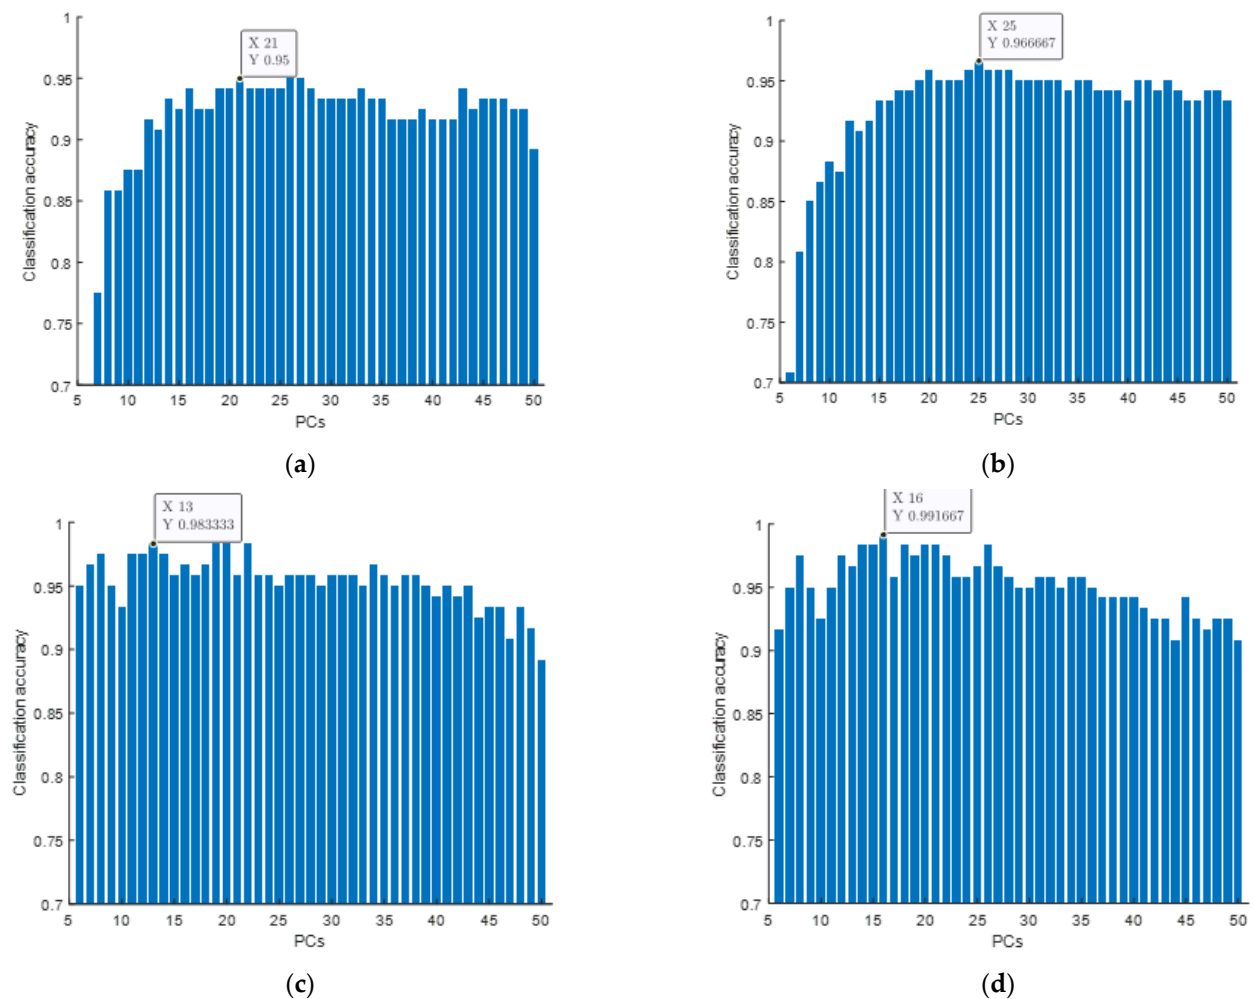 X 21
Y 0.95
1
0.95
0.9
0.85
0.8
0.75
0.7
Classification accuracy
5 10 15 20 25 30 35 40 45 50
PCs
(a)
X 25
Y 0.966667
1
0.95
0.9
0.85
0.8
0.75
0.7
Classification accuracy
5 10 15 20 25 30 35 40 45 50
PCs
(b)
X 13
Y 0.983333
1
0.95
0.9
0.85
0.8
0.75
0.7
Classification accuracy
5 10 15 20 25 30 35 40 45 50
PCs
(c)
X 16
Y 0.991667
1
0.95
0.9
0.85
0.8
0.75
0.7
Classification accuracy
5 10 15 20 25 30 35 40 45 50
PCs
(d)